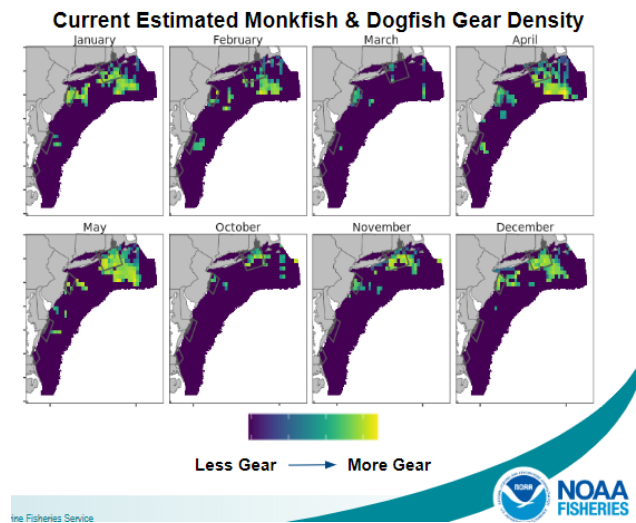 Current Estimated Monkfish & Dogfish Gear Density
January
February
March
April
May
October
November
December
Less Gear
More Gear
NOAA
NOAA
FISHERIES
ine Fisheries Service